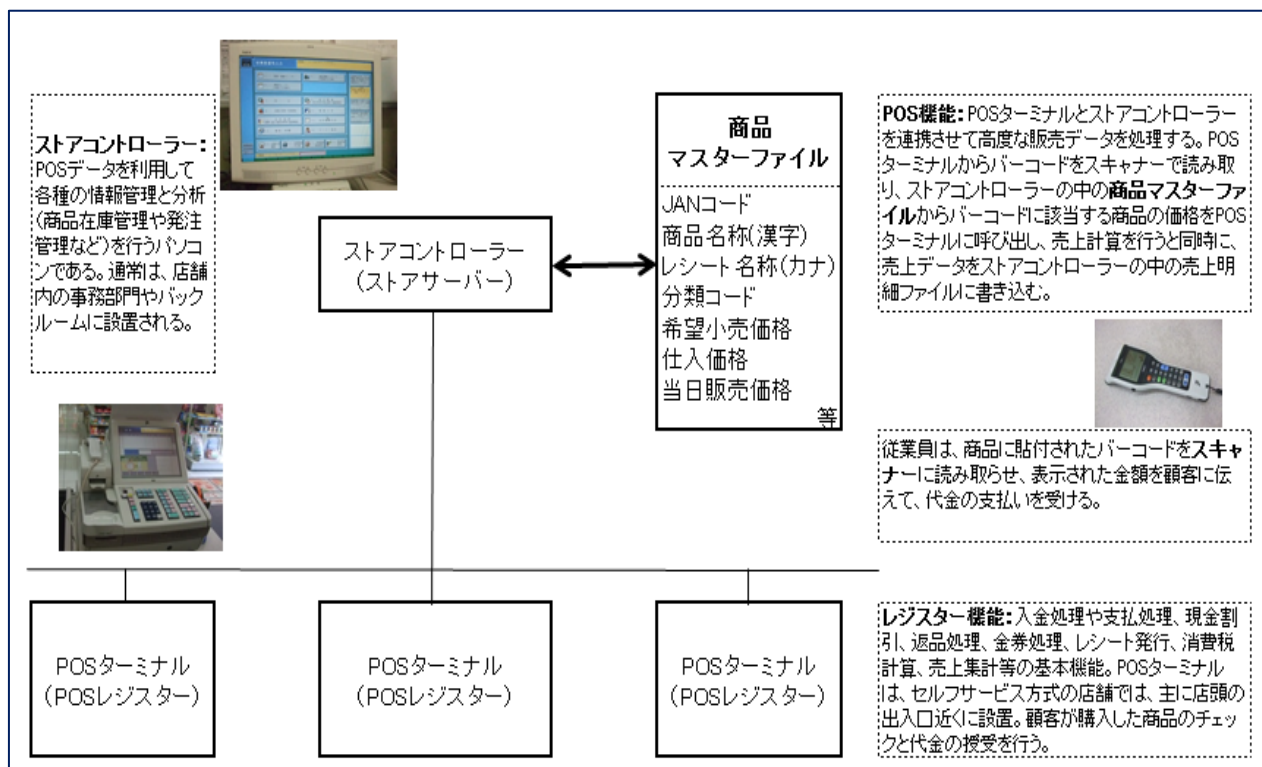 ストアコントローラー：
POSデータを利用して
各種の情報管理と分析
(商品在庫管理や発注
管理など)を行うパソコ
ンである。通常は、店舗
内の事務部門やバック
ルームに設置される。
ストアコントローラー
(ストアサーバー)
商品
マスターファイル
JANコード
商品名称(漢字)
レシート名称(カナ)
分類コード
希望小売価格
仕入価格
当日販売価格
等
POS機能：POSターミナルとストアコントローラー
を連携させて高度な販売データを処理する。POS
ターミナルからバーコードをスキャナーで読み取
り、ストアコントローラーの中の商品マスターファ
イルからバーコードに該当する商品の価格をPOS
ターミナルに呼び出し、売上計算を行うと同時に、
売上データをストアコントローラーの中の売上明
細ファイルに書き込む。
従業員は、商品に貼付されたバーコードをスキャ
ナーに読み取らせ、表示された金額を顧客に伝
えて、代金の支払いを受ける。
POSターミナル
(POSレジスター)
POSターミナル
(POSレジスター)
POSターミナル
(POSレジスター)
レジスター機能：入金処理や支払処理、現金割
引、返品処理、金券処理、レシート発行、消費税
計算、売上集計等の基本機能。POSターミナル
は、セルフサービス方式の店舗では、主に店頭の
出入口近くに設置。顧客が購入した商品のチェッ
クと代金の授受を行う。